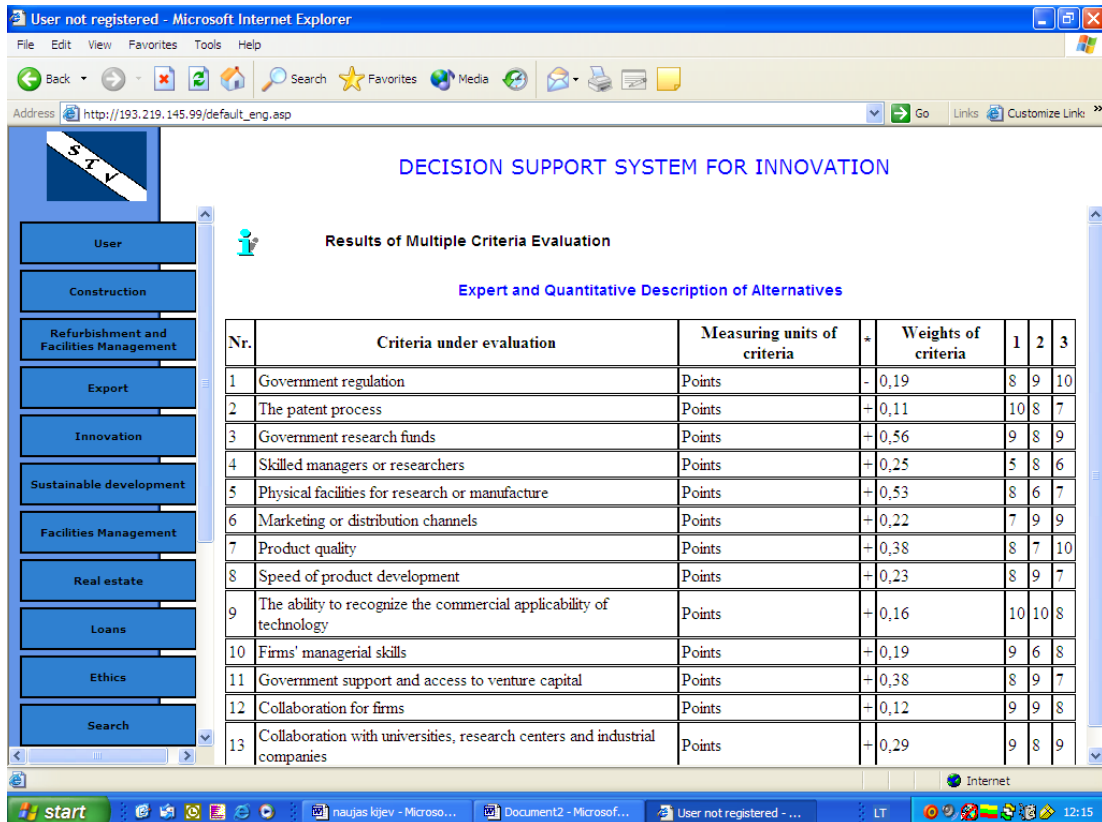 User not registered - Microsoft Internet Explorer
File Edit View Favorites Tools Help
Back Search Favorites Media
Address http://193.219.145.99/default_eng.asp Go Links Customize Links »
S T V
DECISION SUPPORT SYSTEM FOR INNOVATION
User
Construction
Refurbishment and
Facilities Management
Export
Innovation
Sustainable development
Facilities Management
Real estate
Loans
Ethics
Search
Results of Multiple Criteria Evaluation
Expert and Quantitative Description of Alternatives
Nr. Criteria under evaluation Measuring units of criteria * Weights of criteria 1 2 3
1 Government regulation Points - 0,19 8 9 10
2 The patent process Points + 0,11 10 8 7
3 Government research funds Points + 0,56 9 8 9
4 Skilled managers or researchers Points + 0,25 5 8 6
5 Physical facilities for research or manufacture Points + 0,53 8 6 7
6 Marketing or distribution channels Points + 0,22 7 9 9
7 Product quality Points + 0,38 8 7 10
8 Speed of product development Points + 0,23 8 9 7
9 The ability to recognize the commercial applicability of technology Points + 0,16 10 10 8
10 Firms' managerial skills Points + 0,19 9 6 8
11 Government support and access to venture capital Points + 0,38 8 9 7
12 Collaboration for firms Points + 0,12 9 9 8
13 Collaboration with universities, research centers and industrial companies Points + 0,29 9 8 9
Internet
start naujas kijev - Microso... Document2 - Microsof... User not registered - ... LT 12:15